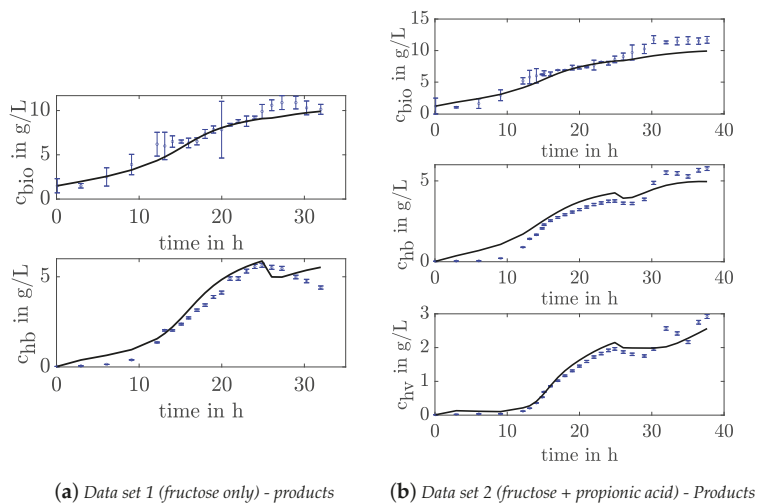 10
5
0
0 10 20 30
time in h
c_bio in g/L
5
0
0 10 20 30
time in h
c_hb in g/L
(a) Data set 1 (fructose only) - products
15
10
5
0
0 10 20 30 40
time in h
c_bio in g/L
5
0
0 10 20 30 40
time in h
c_hb in g/L
3
2
1
0
0 10 20 30 40
time in h
c_hv in g/L
(b) Data set 2 (fructose + propionic acid) - Products